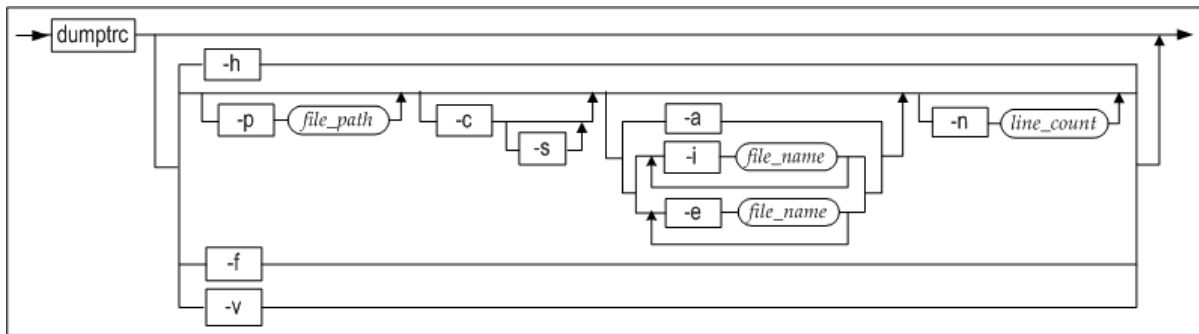 dumptrc
-h
-p file_path -c -s -a -n line_count
-i file_name
-e file_name
-f
-v